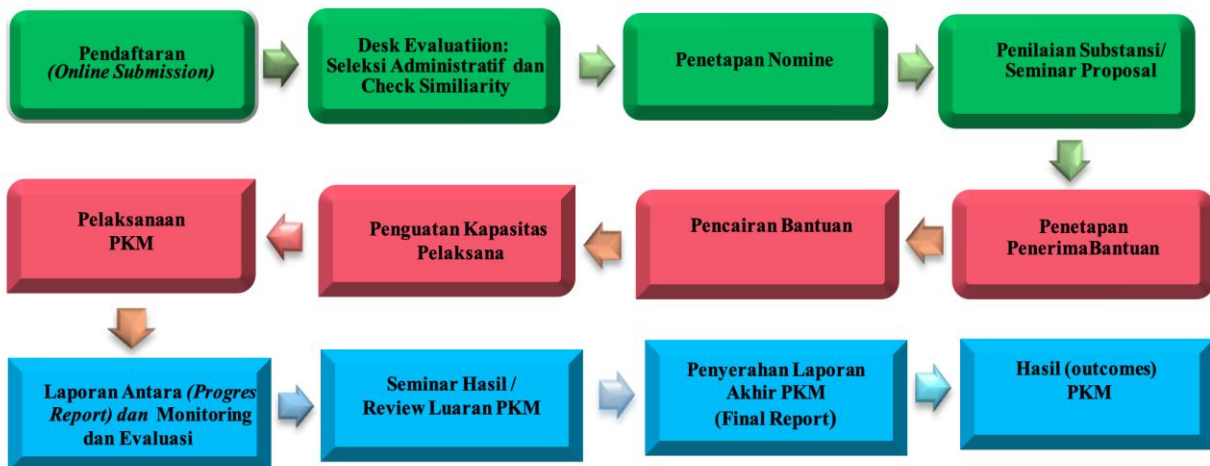 Pendaftaran
(Online Submission)
Desk Evaluatiion:
Seleksi Administratif dan
Check Similiarity
Penetapan Nomine
Penilaian Substansi/
Seminar Proposal
Penetapan
PenerimaBantuan
Pencairan Bantuan
Penguatan Kapasitas
Pelaksana
Pelaksanaan
PKM
Laporan Antara (Progres
Report) dan Monitoring
dan Evaluasi
Seminar Hasil /
Review Luaran PKM
Penyerahan Laporan
Akhir PKM
(Final Report)
Hasil (outcomes)
PKM